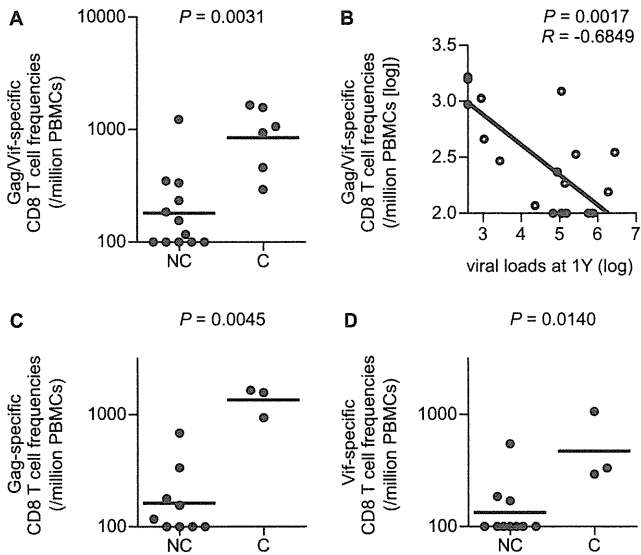 A
P = 0.0031
Gag/Vif-specific
CD8 T cell frequencies
(/million PBMCs)
10000
1000
100
NC
C
B
P = 0.0017
R = -0.6849
Gag/Vif-specific
CD8 T cell frequencies
(/million PBMCs [log])
3.5
3.0
2.5
2.0
3
4
5
6
7
viral loads at 1Y (log)
C
P = 0.0045
Gag-specific
CD8 T cell frequencies
(/million PBMCs)
1000
100
NC
C
D
P = 0.0140
Vif-specific
CD8 T cell frequencies
(/million PBMCs)
1000
100
NC
C